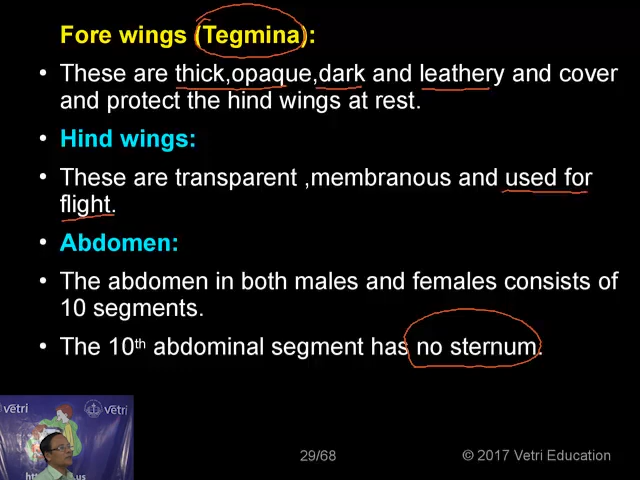 Fore wings (Tegmina):
• These are thick,opaque,dark and leathery and cover
and protect the hind wings at rest.
• Hind wings:
• These are transparent ,membranous and used for
flight.
• Abdomen:
• The abdomen in both males and females consists of
10 segments.
• The 10th abdominal segment has no sternum.
Vetri
Vetri
29/68
© 2017 Vetri Education